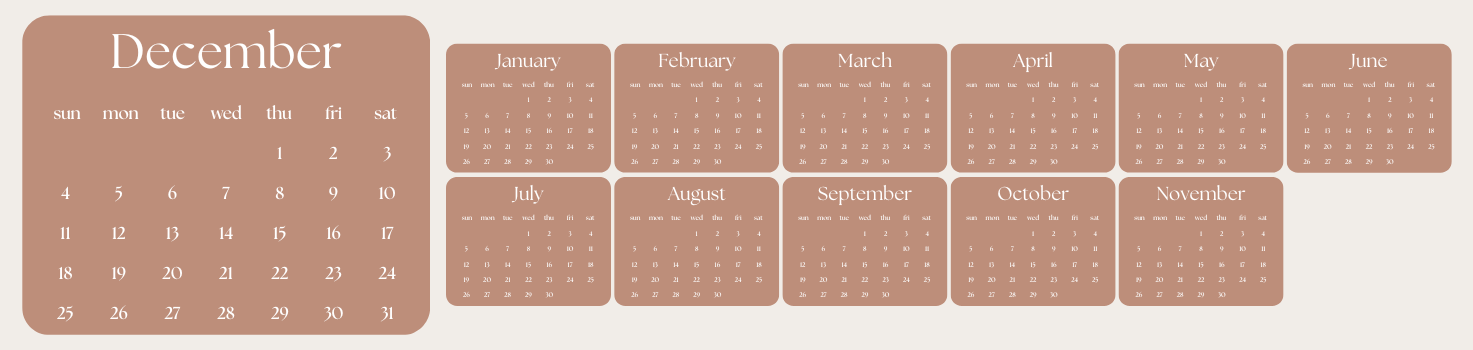 December
sun mon tue wed thu fri sat
1 2 3
4 5 6 7 8 9 10
11 12 13 14 15 16 17
18 19 20 21 22 23 24
25 26 27 28 29 30 31
January
sun mon tue wed thu fri sat
1 2 3 4
5 6 7 8 9 10 11
12 13 14 15 16 17 18
19 20 21 22 23 24 25
26 27 28 29 30
February
sun mon tue wed thu fri sat
1 2 3 4
5 6 7 8 9 10 11
12 13 14 15 16 17 18
19 20 21 22 23 24 25
26 27 28 29 30
March
sun mon tue wed thu fri sat
1 2 3 4
5 6 7 8 9 10 11
12 13 14 15 16 17 18
19 20 21 22 23 24 25
26 27 28 29 30
April
sun mon tue wed thu fri sat
1 2 3 4
5 6 7 8 9 10 11
12 13 14 15 16 17 18
19 20 21 22 23 24 25
26 27 28 29 30
May
sun mon tue wed thu fri sat
1 2 3 4
5 6 7 8 9 10 11
12 13 14 15 16 17 18
19 20 21 22 23 24 25
26 27 28 29 30
June
sun mon tue wed thu fri sat
1 2 3 4
5 6 7 8 9 10 11
12 13 14 15 16 17 18
19 20 21 22 23 24 25
26 27 28 29 30
July
sun mon tue wed thu fri sat
1 2 3 4
5 6 7 8 9 10 11
12 13 14 15 16 17 18
19 20 21 22 23 24 25
26 27 28 29 30
August
sun mon tue wed thu fri sat
1 2 3 4
5 6 7 8 9 10 11
12 13 14 15 16 17 18
19 20 21 22 23 24 25
26 27 28 29 30
September
sun mon tue wed thu fri sat
1 2 3 4
5 6 7 8 9 10 11
12 13 14 15 16 17 18
19 20 21 22 23 24 25
26 27 28 29 30
October
sun mon tue wed thu fri sat
1 2 3 4
5 6 7 8 9 10 11
12 13 14 15 16 17 18
19 20 21 22 23 24 25
26 27 28 29 30
November
sun mon tue wed thu fri sat
1 2 3 4
5 6 7 8 9 10 11
12 13 14 15 16 17 18
19 20 21 22 23 24 25
26 27 28 29 30